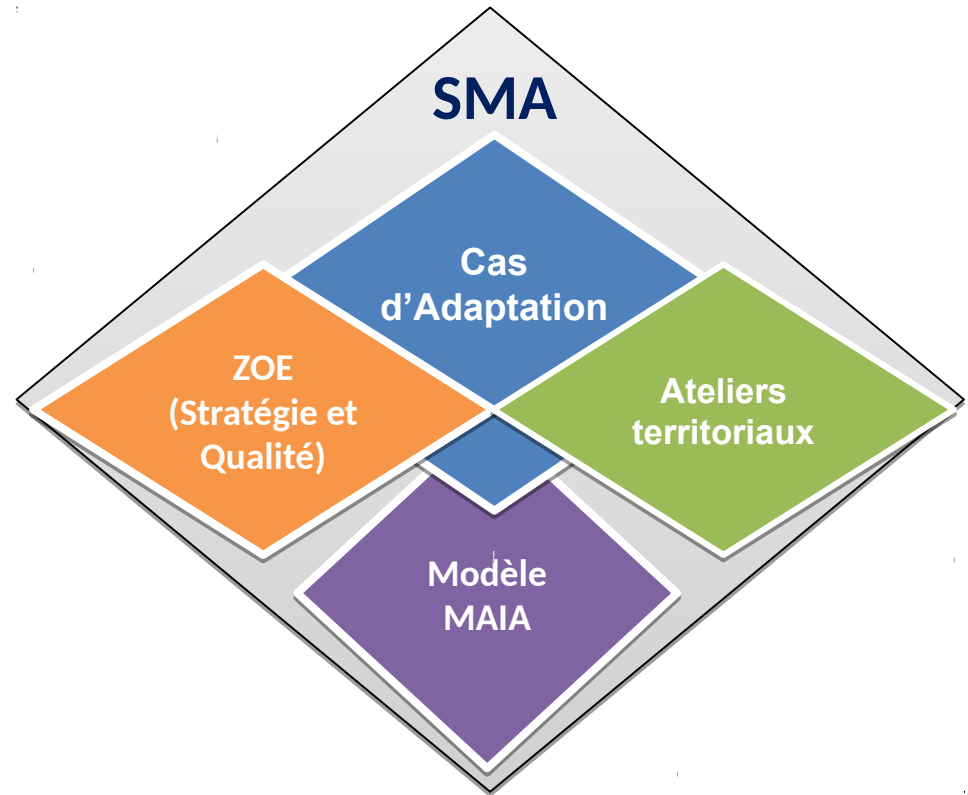 SMA
Cas
d’Adaptation
ZOE
(Stratégie et
Qualité)
Ateliers
territoriaux
Modèle
MAIA